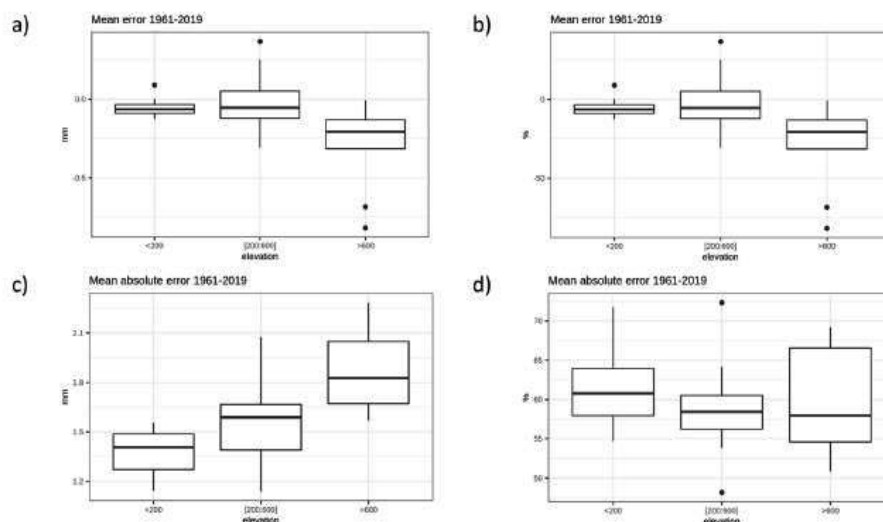 a)
Mean error 1961-2019
0.0
-0.5
mm
<200
[200:600]
>600
elevation
b)
Mean error 1961-2019
0
-50
%
<200
[200:600]
>600
elevation
c)
Mean absolute error 1961-2019
2.1
1.8
1.5
1.2
mm
<200
[200:600]
>600
elevation
d)
Mean absolute error 1961-2019
70
65
60
55
50
%
<200
[200:600]
>600
elevation